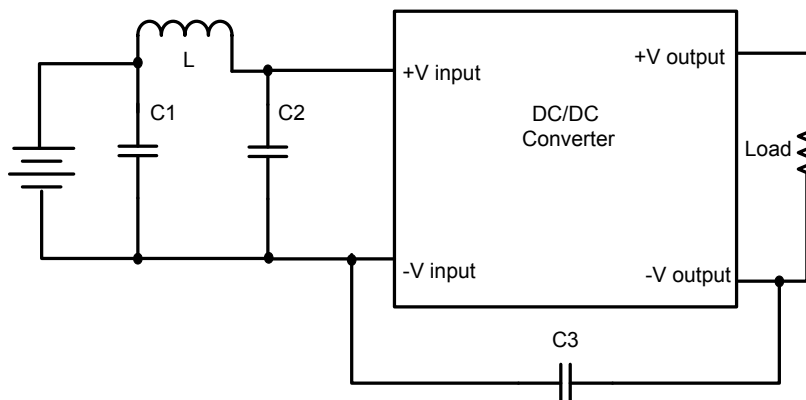 L
C1
C2
+V input
+V output
DC/DC
Converter
Load
-V input
-V output
C3